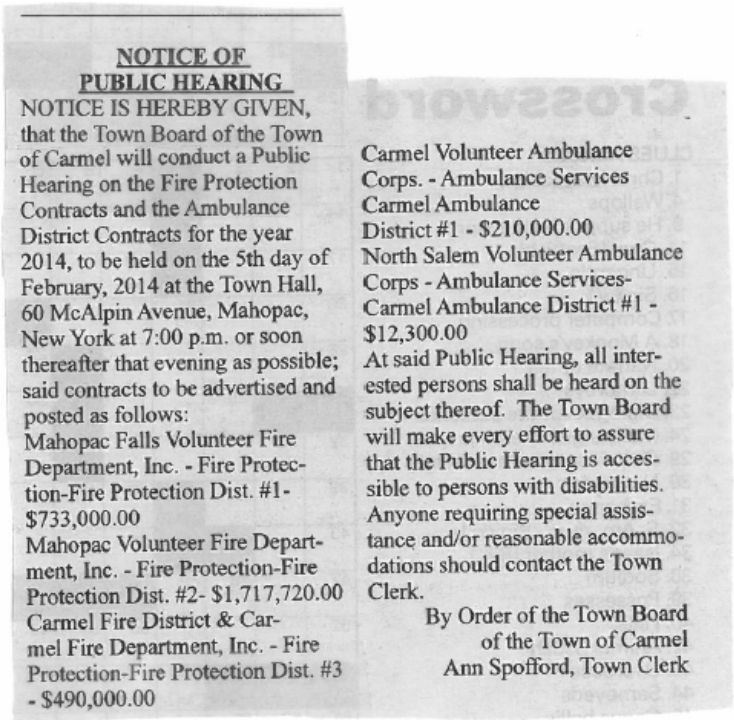 NOTICE OF
PUBLIC HEARING
NOTICE IS HEREBY GIVEN,
that the Town Board of the Town
of Carmel will conduct a Public
Hearing on the Fire Protection
Contracts and the Ambulance
District Contracts for the year
2014, to be held on the 5th day of
February, 2014 at the Town Hall,
60 McAlpin Avenue, Mahopac,
New York at 7:00 p.m. or soon
thereafter that evening as possible;
said contracts to be advertised and
posted as follows:
Mahopac Falls Volunteer Fire
Department, Inc. - Fire Protec-
tion-Fire Protection Dist. #1-
$733,000.00
Mahopac Volunteer Fire Depart-
ment, Inc. - Fire Protection-Fire
Protection Dist. #2- $1,717,720.00
Carmel Fire District & Car-
mel Fire Department, Inc. - Fire
Protection-Fire Protection Dist. #3
- $490,000.00
Carmel Volunteer Ambulance
Corps. - Ambulance Services
Carmel Ambulance
District #1 - $210,000.00
North Salem Volunteer Ambulance
Corps - Ambulance Services-
Carmel Ambulance District #1 -
$12,300.00
At said Public Hearing, all inter-
ested persons shall be heard on the
subject thereof.  The Town Board
will make every effort to assure
that the Public Hearing is acces-
sible to persons with disabilities.
Anyone requiring special assis-
tance and/or reasonable accommo-
dations should contact the Town
Clerk.
By Order of the Town Board
of the Town of Carmel
Ann Spofford, Town Clerk
Crossword